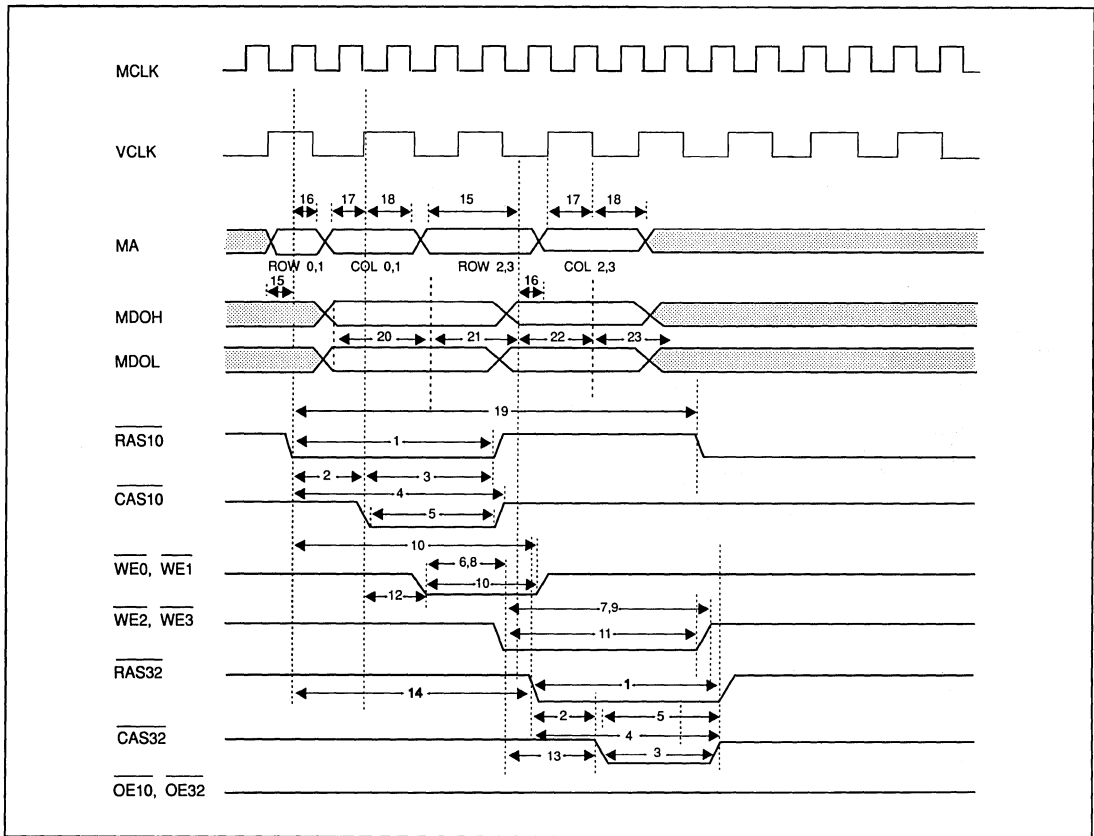 MCLK
VCLK
16 17 18 15 17 18
MA
ROW 0,1 COL 0,1 ROW 2,3 COL 2,3
15 16
MDOH
20 21 22 23
MDOL
19
RAS10
1
2 3
4
CAS10
5
10
6,8
WE0, WE1
10
12
7,9
WE2, WE3
11
RAS32
1
14
2 5
4
CAS32
13 3
OE10, OE32